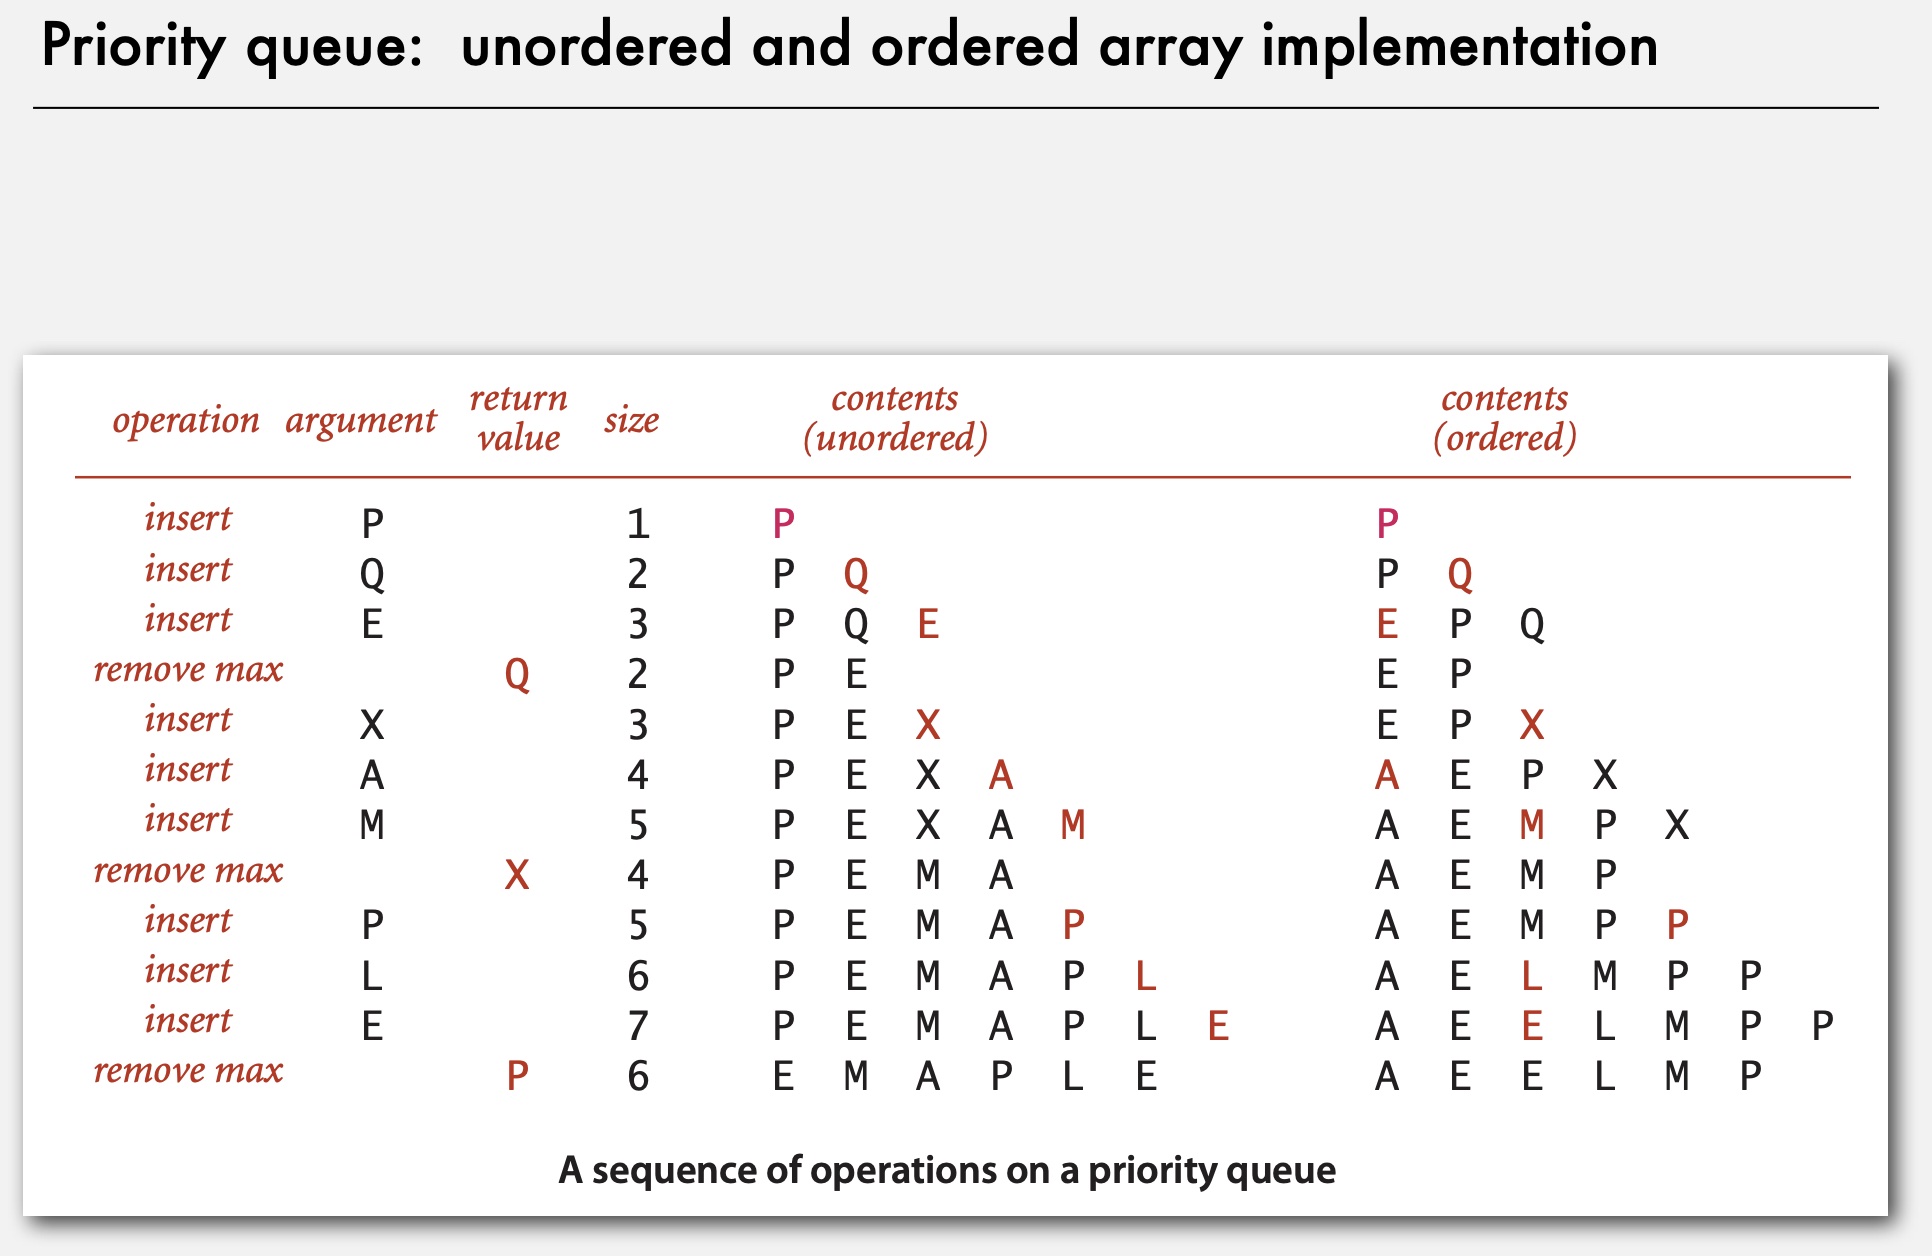 Priority queue: unordered and ordered array implementation
operation argument return value size contents (unordered) contents (ordered)
insert P 1 P P
insert Q 2 P Q P Q
insert E 3 P Q E E P Q
remove max Q 2 P E E P
insert X 3 P E X E P X
insert A 4 P E X A A E P X
insert M 5 P E X A M A E M P X
remove max X 4 P E M A A E M P
insert P 5 P E M A P A E M P P
insert L 6 P E M A P L A E L M P P
insert E 7 P E M A P L E A E E L M P P
remove max P 6 E M A P L E A E E L M P
A sequence of operations on a priority queue